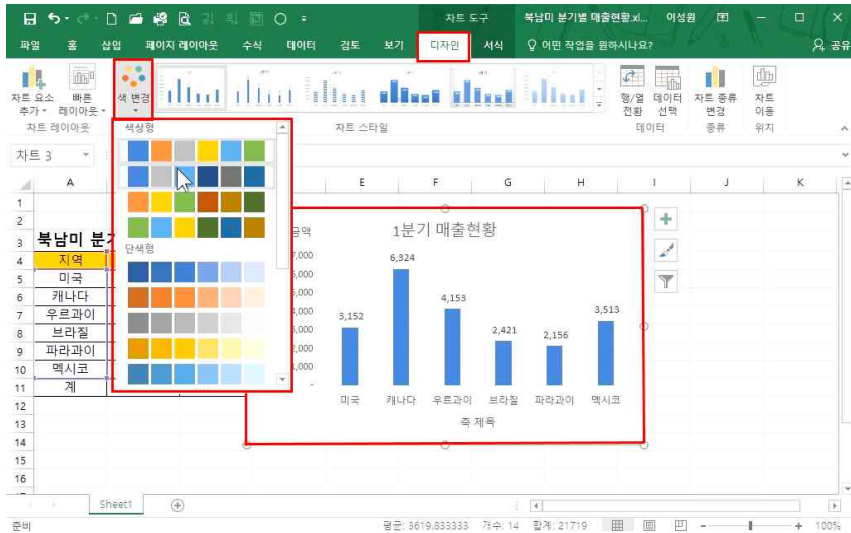 차트 도구
북남미 분기별 매출현황.xl...
이성원
파일 홈 삽입 페이지 레이아웃 수식 데이터 검토 보기 디자인 서식 어떤 작업을 원하시나요? 공유
차트 요소 추가 빠른 레이아웃 색 변경 행/열 전환 데이터 선택 차트 종류 변경 차트 이동
차트 레이아웃 차트 스타일 데이터 종류 위치
색상형
차트 3
A E F G H I J K
1
2
3 북남미 분
4 지역
5 미국
6 캐나다
7 우르과이
8 브라질
9 파라과이
10 멕시코
11 계
12
13
14
15
16
단색형
1분기 매출현황
6,324
4,153
3,152
3,513
2,421
2,156
미국 캐나다 우르과이 브라질 파라과이 멕시코
축 제목
Sheet1
준비 평균: 3619.833333 개수: 14 합계: 21719 100%